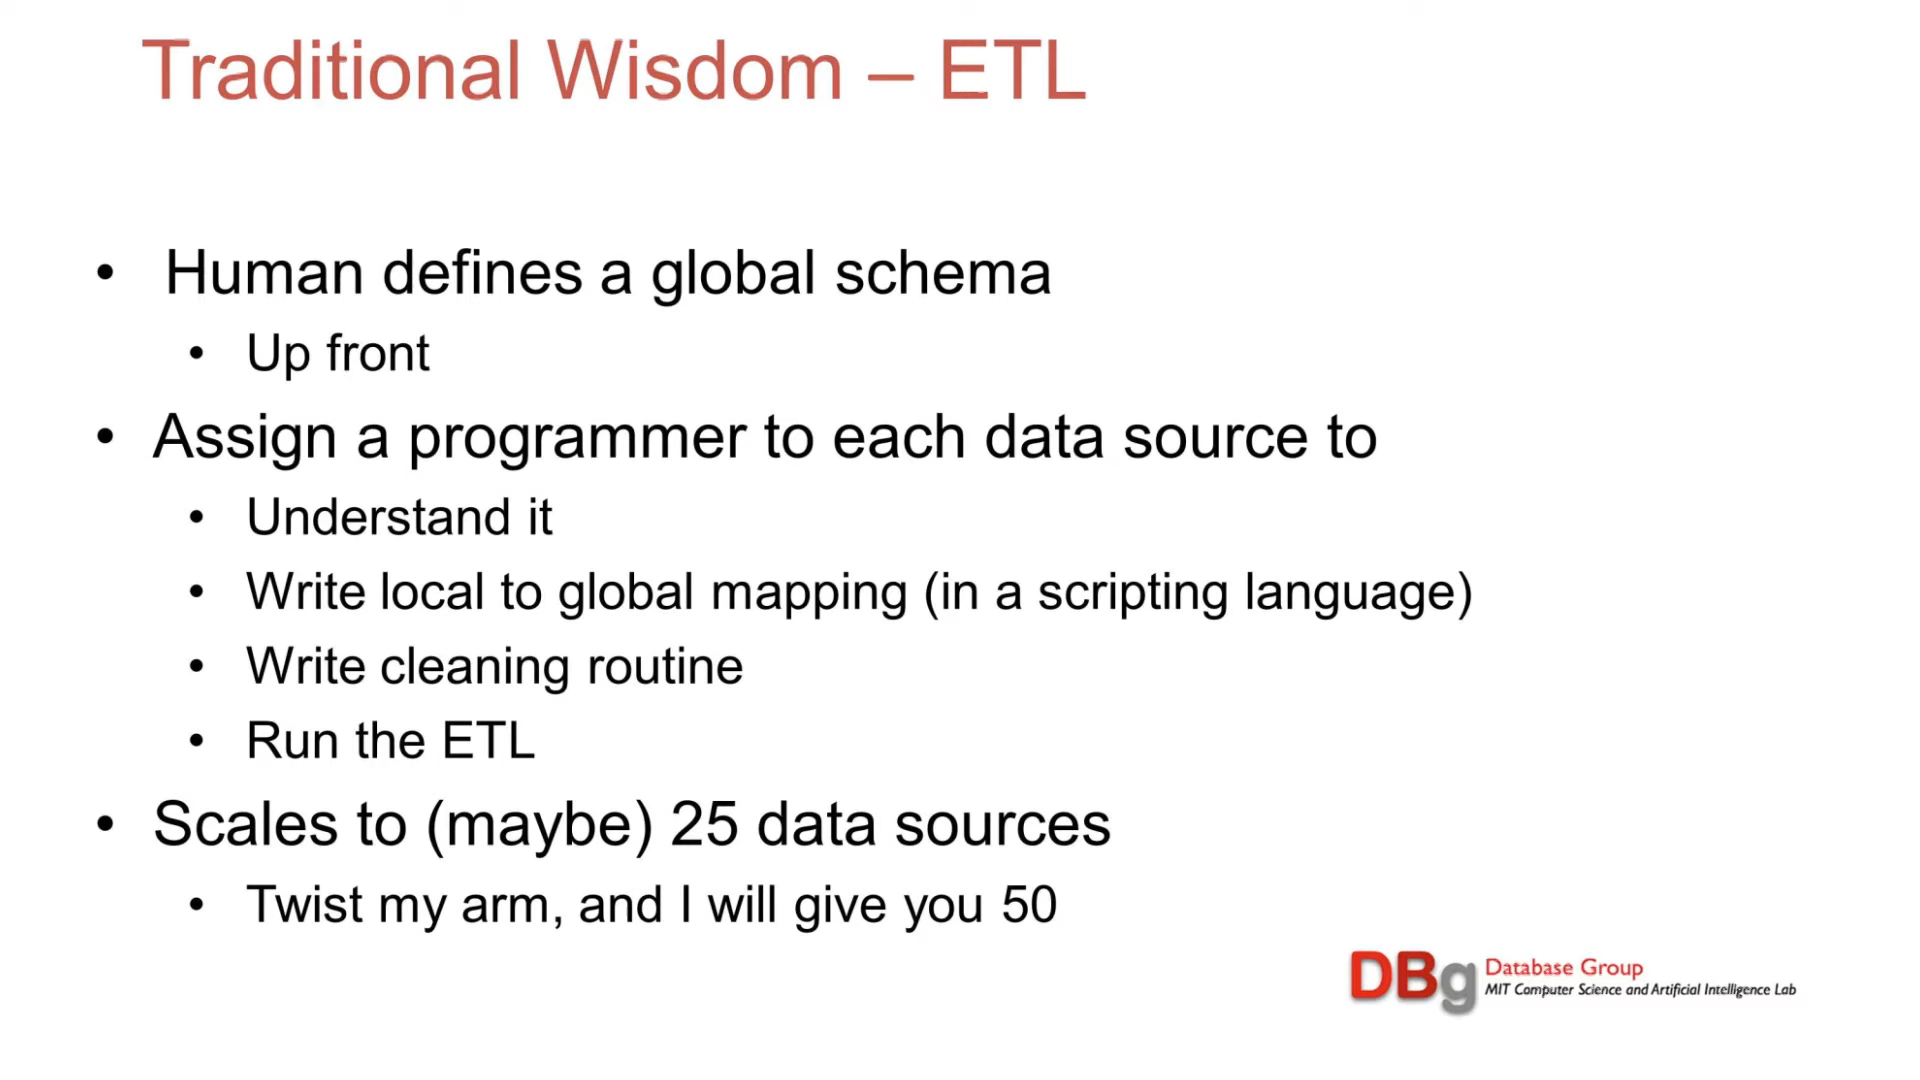 Traditional Wisdom – ETL
• Human defines a global schema
• Up front
• Assign a programmer to each data source to
• Understand it
• Write local to global mapping (in a scripting language)
• Write cleaning routine
• Run the ETL
• Scales to (maybe) 25 data sources
• Twist my arm, and I will give you 50
DBg Database Group
MIT Computer Science and Artificial Intelligence Lab